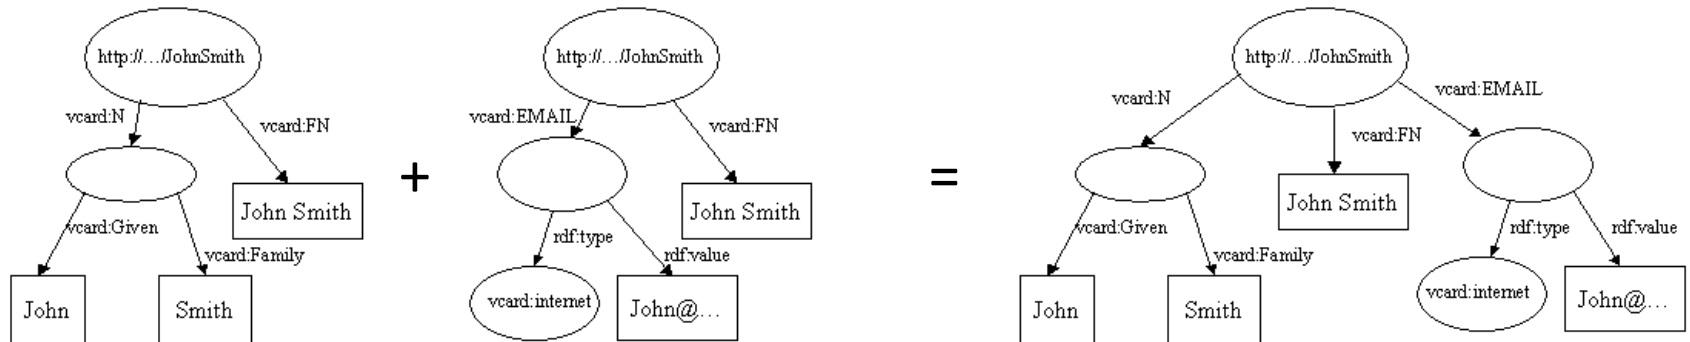 http://…/JohnSmith
vcard:N
vcard:FN
John Smith
vcard:Given
vcard:Family
John
Smith
+
http://…/JohnSmith
vcard:EMAIL
vcard:FN
John Smith
rdf:type
rdf:value
vcard:internet
John@…
=
http://…/JohnSmith
vcard:N
vcard:FN
vcard:EMAIL
John Smith
vcard:Given
vcard:Family
John
Smith
rdf:type
rdf:value
vcard:internet
John@…